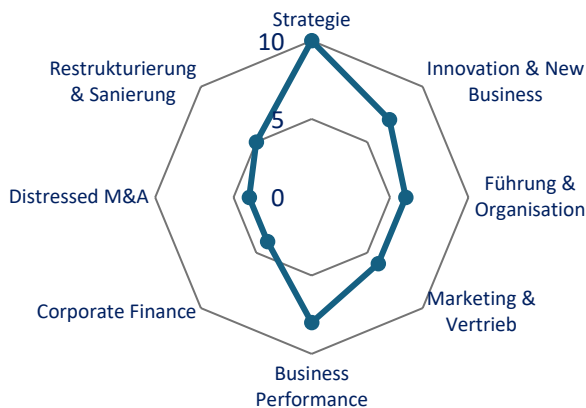 Strategie
10
Restrukturierung
& Sanierung
Innovation & New
Business
5
Distressed M&A
0
Führung &
Organisation
Corporate Finance
Marketing &
Vertrieb
Business
Performance